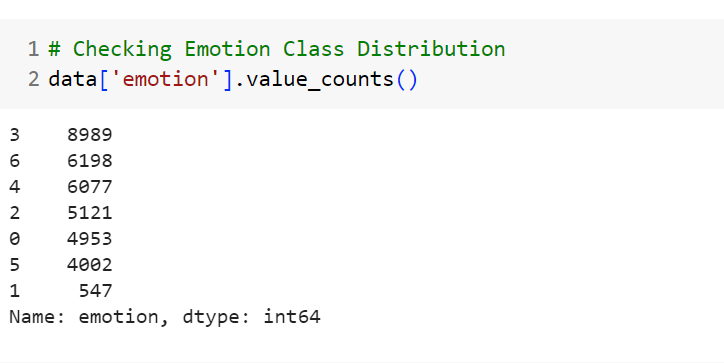 1 # Checking Emotion Class Distribution
2 data['emotion'].value_counts()
3    8989
6    6198
4    6077
2    5121
0    4953
5    4002
1     547
Name: emotion, dtype: int64